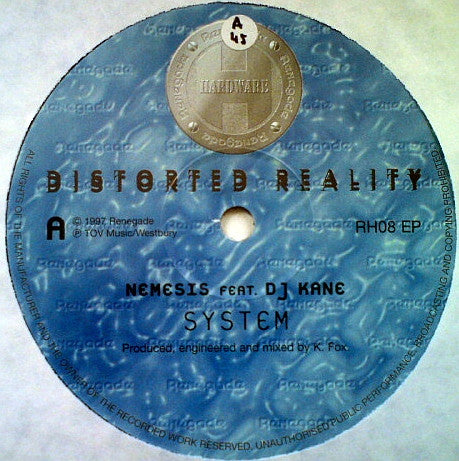 A
45
Renegade
HARDWARE
DISTORTED REALITY
A
© 1997 Renegade
℗ TOV Music/Westbury
RH08 EP
NEMESIS FEAT. DJ KANE
SYSTEM
Produced, engineered and mixed by K. Fox.
ALL RIGHTS OF THE MANUFACTURER AND THE OWNER OF THE RECORDED WORK RESERVED. UNAUTHORISED PUBLIC PERFORMANCE, BROADCASTING AND COPYING PROHIBITED.